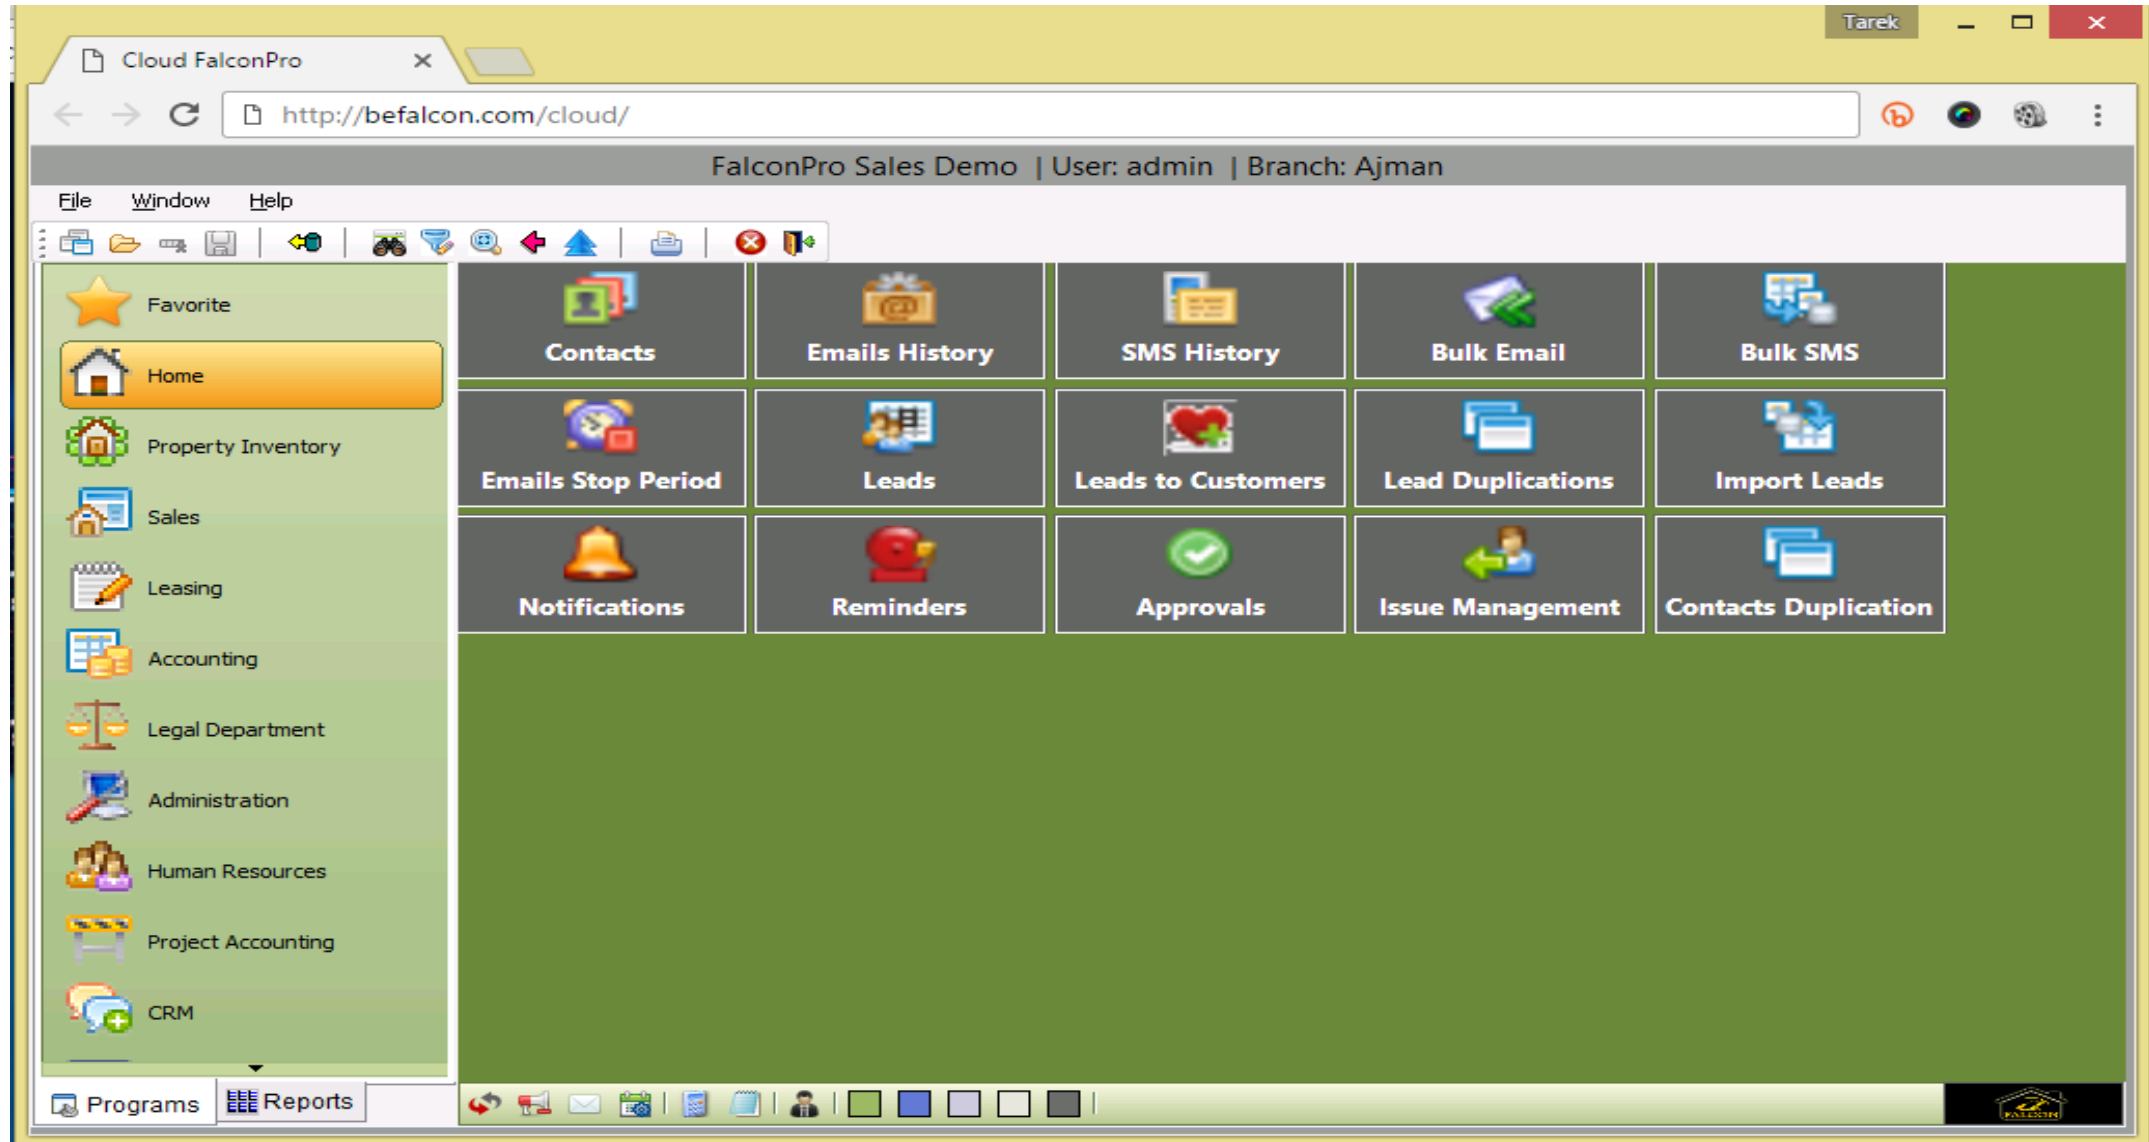 Tarek
Cloud FalconPro
http://befalcon.com/cloud/
FalconPro Sales Demo | User: admin | Branch: Ajman
File Window Help
Favorite
Home
Property Inventory
Sales
Leasing
Accounting
Legal Department
Administration
Human Resources
Project Accounting
CRM
Programs Reports
Contacts Emails History SMS History Bulk Email Bulk SMS
Emails Stop Period Leads Leads to Customers Lead Duplications Import Leads
Notifications Reminders Approvals Issue Management Contacts Duplication
FALCON